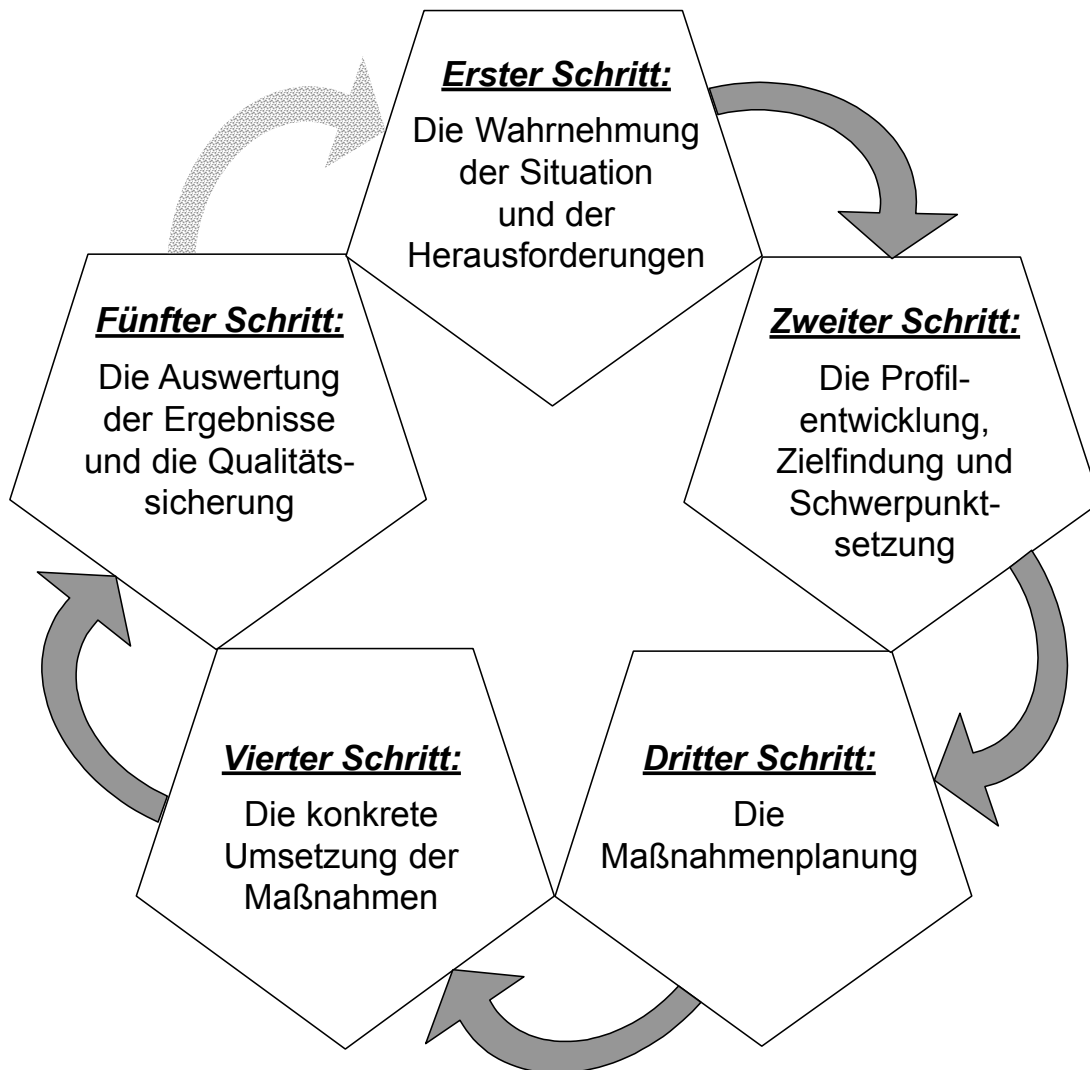 Erster Schritt:
Die Wahrnehmung
der Situation
und der
Herausforderungen
Zweiter Schritt:
Die Profil-
entwicklung,
Zielfindung und
Schwerpunkt-
setzung
Dritter Schritt:
Die
Maßnahmenplanung
Vierter Schritt:
Die konkrete
Umsetzung der
Maßnahmen
Fünfter Schritt:
Die Auswertung
der Ergebnisse
und die Qualitäts-
sicherung